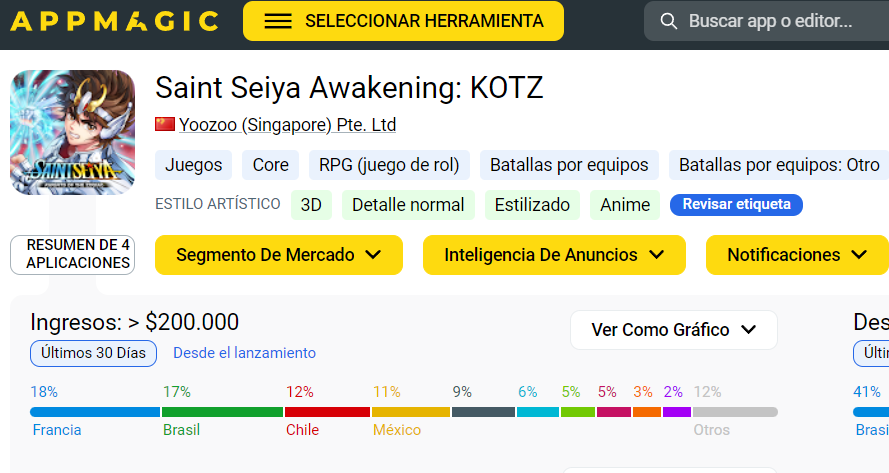 APPMAGIC
SELECCIONAR HERRAMIENTA
Buscar app o editor...
Saint Seiya Awakening: KOTZ
Yoozoo (Singapore) Pte. Ltd
Juegos Core RPG (juego de rol) Batallas por equipos Batallas por equipos: Otro
ESTILO ARTÍSTICO 3D Detalle normal Estilizado Anime Revisar etiqueta
SAINT SEIYA
RESUMEN DE 4
APLICACIONES
Segmento De Mercado Inteligencia De Anuncios Notificaciones
Ingresos: > $200.000
Ver Como Gráfico
Últimos 30 Días Desde el lanzamiento
18% 17% 12% 11% 9% 6% 5% 5% 3% 2% 12%
Francia Brasil Chile México Otros
Des
Últi
41%
Brasi